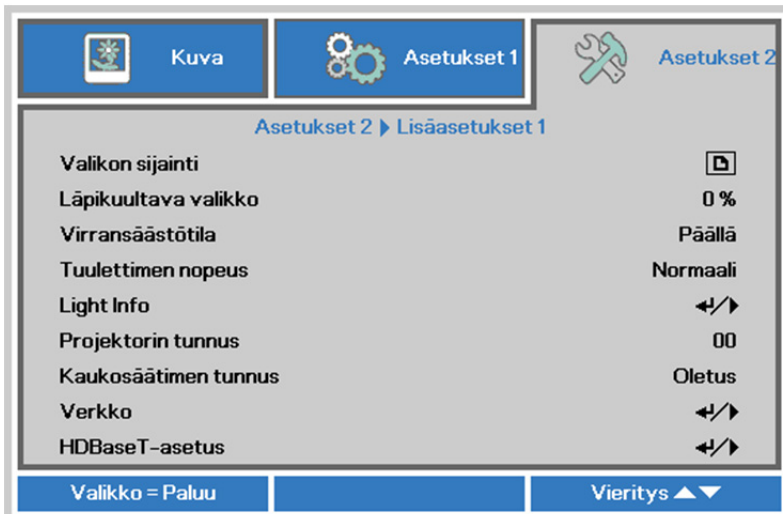 Kuva
Asetukset 1
Asetukset 2
Asetukset 2 ▶ Lisäasetukset 1
Valikon sijainti
Läpikuultava valikko 0 %
Virransäästötila Päällä
Tuulettimen nopeus Normaali
Light Info ↵/▶
Projektorin tunnus 00
Kaukosäätimen tunnus Oletus
Verkko ↵/▶
HDBaseT-asetus ↵/▶
Valikko = Paluu Vieritys ▲▼